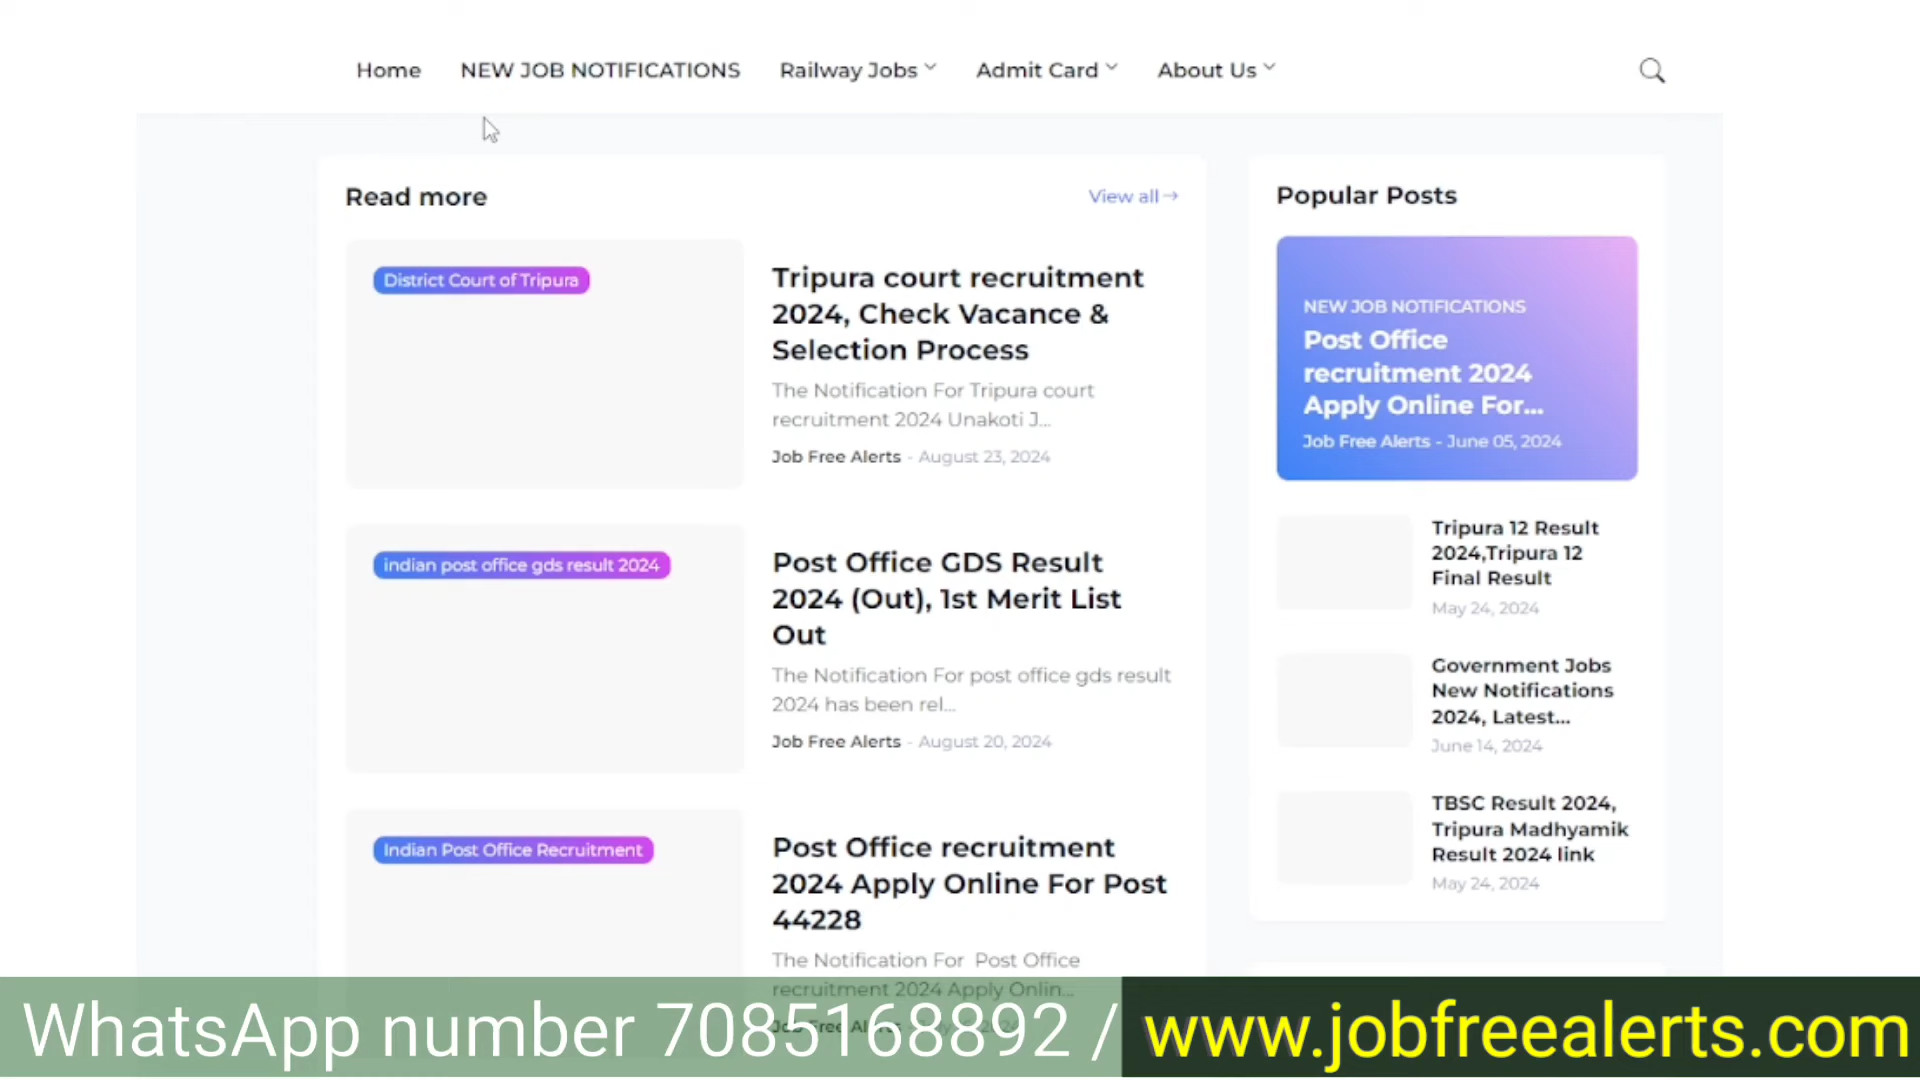 Home NEW JOB NOTIFICATIONS Railway Jobs Admit Card About Us
Read more
View all
District Court of Tripura
Tripura court recruitment
2024, Check Vacance &
Selection Process
The Notification For Tripura court
recruitment 2024 Unakoti J...
Job Free Alerts - August 23, 2024
indian post office gds result 2024
Post Office GDS Result
2024 (Out), 1st Merit List
Out
The Notification For post office gds result
2024 has been rel...
Job Free Alerts - August 20, 2024
Indian Post Office Recruitment
Post Office recruitment
2024 Apply Online For Post
44228
The Notification For Post Office
recruitment 2024 Apply Onlin...
Popular Posts
NEW JOB NOTIFICATIONS
Post Office
recruitment 2024
Apply Online For...
Job Free Alerts - June 05, 2024
Tripura 12 Result
2024,Tripura 12
Final Result
May 24, 2024
Government Jobs
New Notifications
2024, Latest...
June 14, 2024
TBSC Result 2024,
Tripura Madhyamik
Result 2024 link
May 24, 2024
WhatsApp number 7085168892 / www.jobfreealerts.com